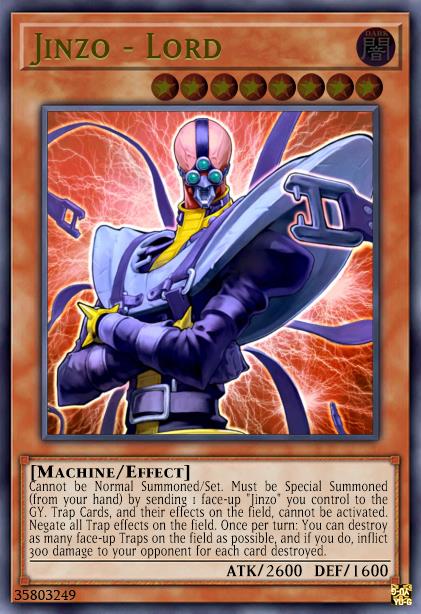 Jinzo - Lord
DARK
闇
[Machine/Effect]
Cannot be Normal Summoned/Set. Must be Special Summoned
(from your hand) by sending 1 face-up "Jinzo" you control to the
GY. Trap Cards, and their effects on the field, cannot be activated.
Negate all Trap effects on the field. Once per turn: You can destroy
as many face-up Traps on the field as possible, and if you do, inflict
300 damage to your opponent for each card destroyed.
ATK/2600 DEF/1600
35803249